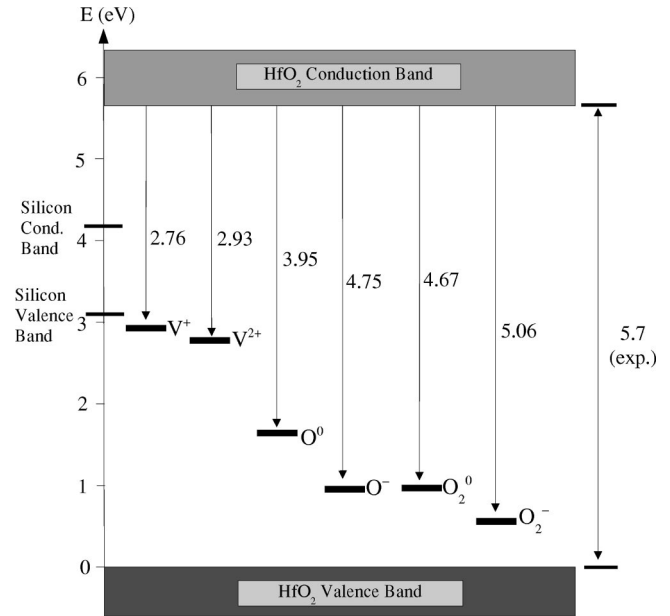 E (eV)
HfO₂ Conduction Band
6
5
Silicon
Cond.
Band
4
2.76
2.93
3.95
4.75
4.67
5.06
Silicon
Valence
Band
3
V⁺
V²⁺
5.7
(exp.)
2
O⁰
1
O⁻
O₂⁰
O₂⁻
0
HfO₂ Valence Band